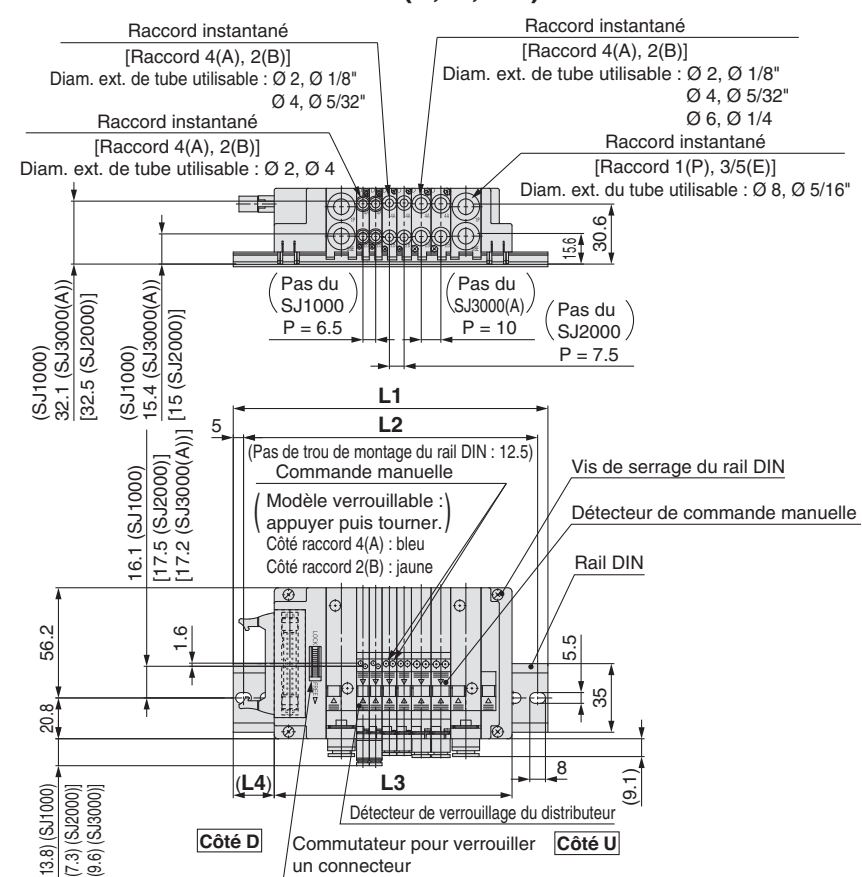 Raccord instantané
[Raccord 4(A), 2(B)]
Diam. ext. de tube utilisable : Ø 2, Ø 1/8"
Ø 4, Ø 5/32"
Raccord instantané
[Raccord 4(A), 2(B)]
Diam. ext. de tube utilisable : Ø 2, Ø 4
Raccord instantané
[Raccord 4(A), 2(B)]
Diam. ext. de tube utilisable : Ø 2, Ø 1/8"
Ø 4, Ø 5/32"
Ø 6, Ø 1/4
Raccord instantané
[Raccord 1(P), 3/5(E)]
Diam. ext. du tube utilisable : Ø 8, Ø 5/16"
15.6
30.6
(SJ1000)
32.1 (SJ3000(A))
[32.5 (SJ2000)]
(SJ1000)
15.4 (SJ3000(A))
[15 (SJ2000)]
(Pas du
SJ1000)
P = 6.5
(Pas du
SJ3000(A))
P = 10
(Pas du
SJ2000)
P = 7.5
L1
5
L2
(Pas de trou de montage du rail DIN : 12.5)
Commande manuelle
(Modèle verrouillable :
appuyer puis tourner.)
Côté raccord 4(A) : bleu
Côté raccord 2(B) : jaune
Vis de serrage du rail DIN
Détecteur de commande manuelle
Rail DIN
16.1 (SJ1000)
[17.5 (SJ2000)]
[17.2 (SJ3000(A))]
56.2
1.6
LOCK
FREE
5.5
35
20.8
8
(9.1)
(L4)
L3
13.8) (SJ1000)
(7.3) (SJ2000)
(9.6) (SJ3000)]
Détecteur de verrouillage du distributeur
Côté D
Commutateur pour verrouiller
un connecteur
Côté U